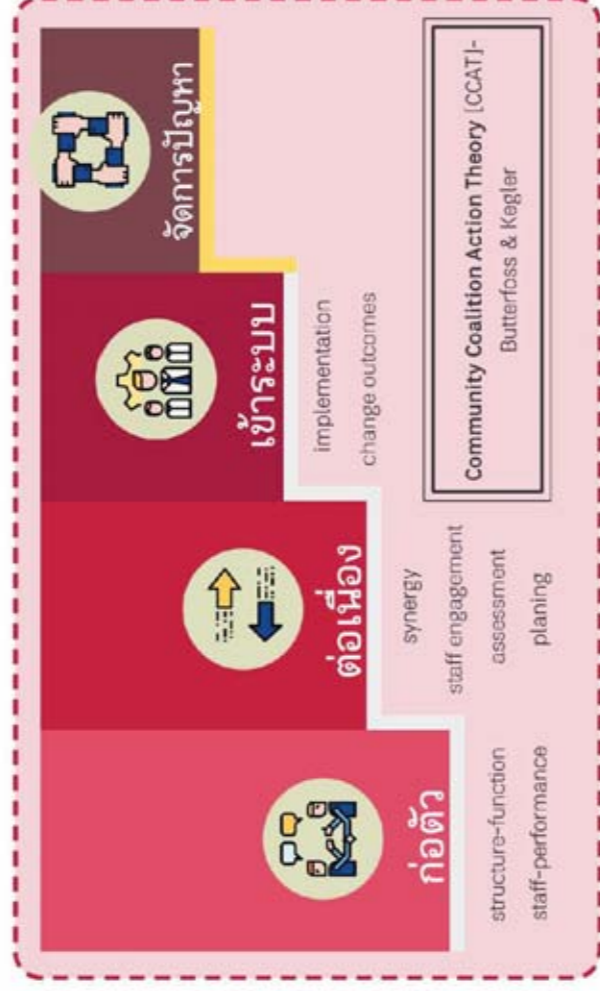 ก่อตัว
structure-function
staff-performance
ต่อเนื่อง
synergy
staff engagement
assessment
planing
เข้าระบบ
implementation
change outcomes
จัดการปัญหา
Community Coalition Action Theory [CCAT]-
Butterfoss & Kegler